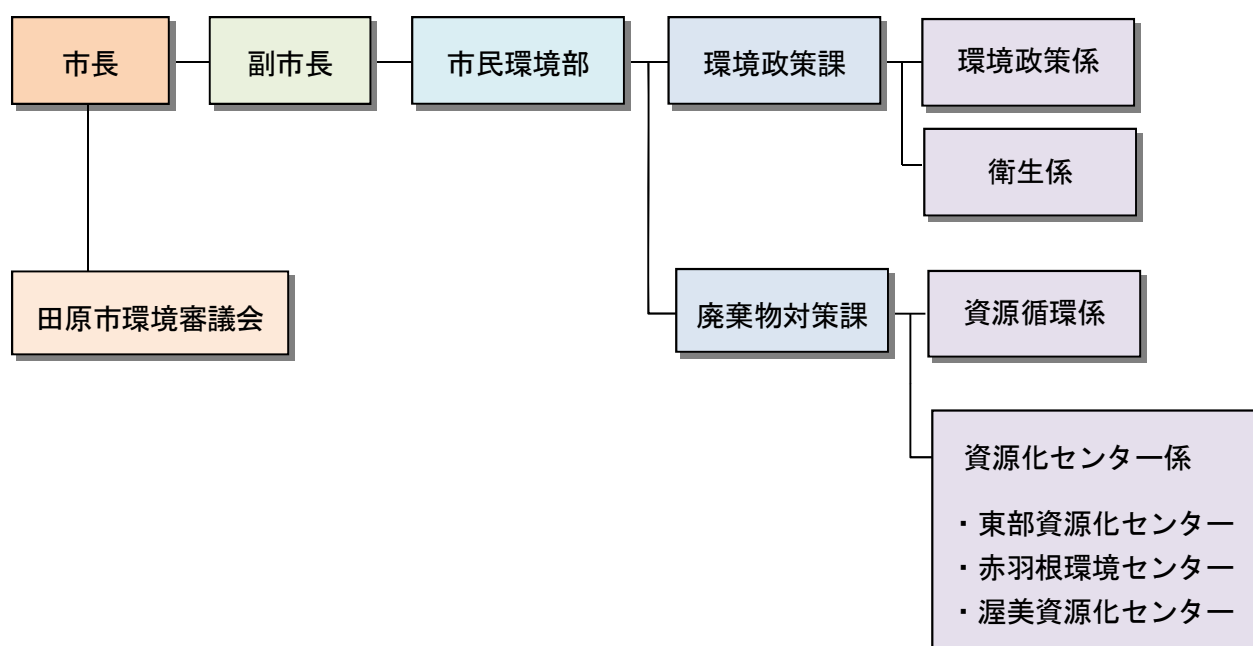 市長
副市長
市民環境部
環境政策課
環境政策係
衛生係
田原市環境審議会
廃棄物対策課
資源循環係
資源化センター係
・東部資源化センター
・赤羽根環境センター
・渥美資源化センター